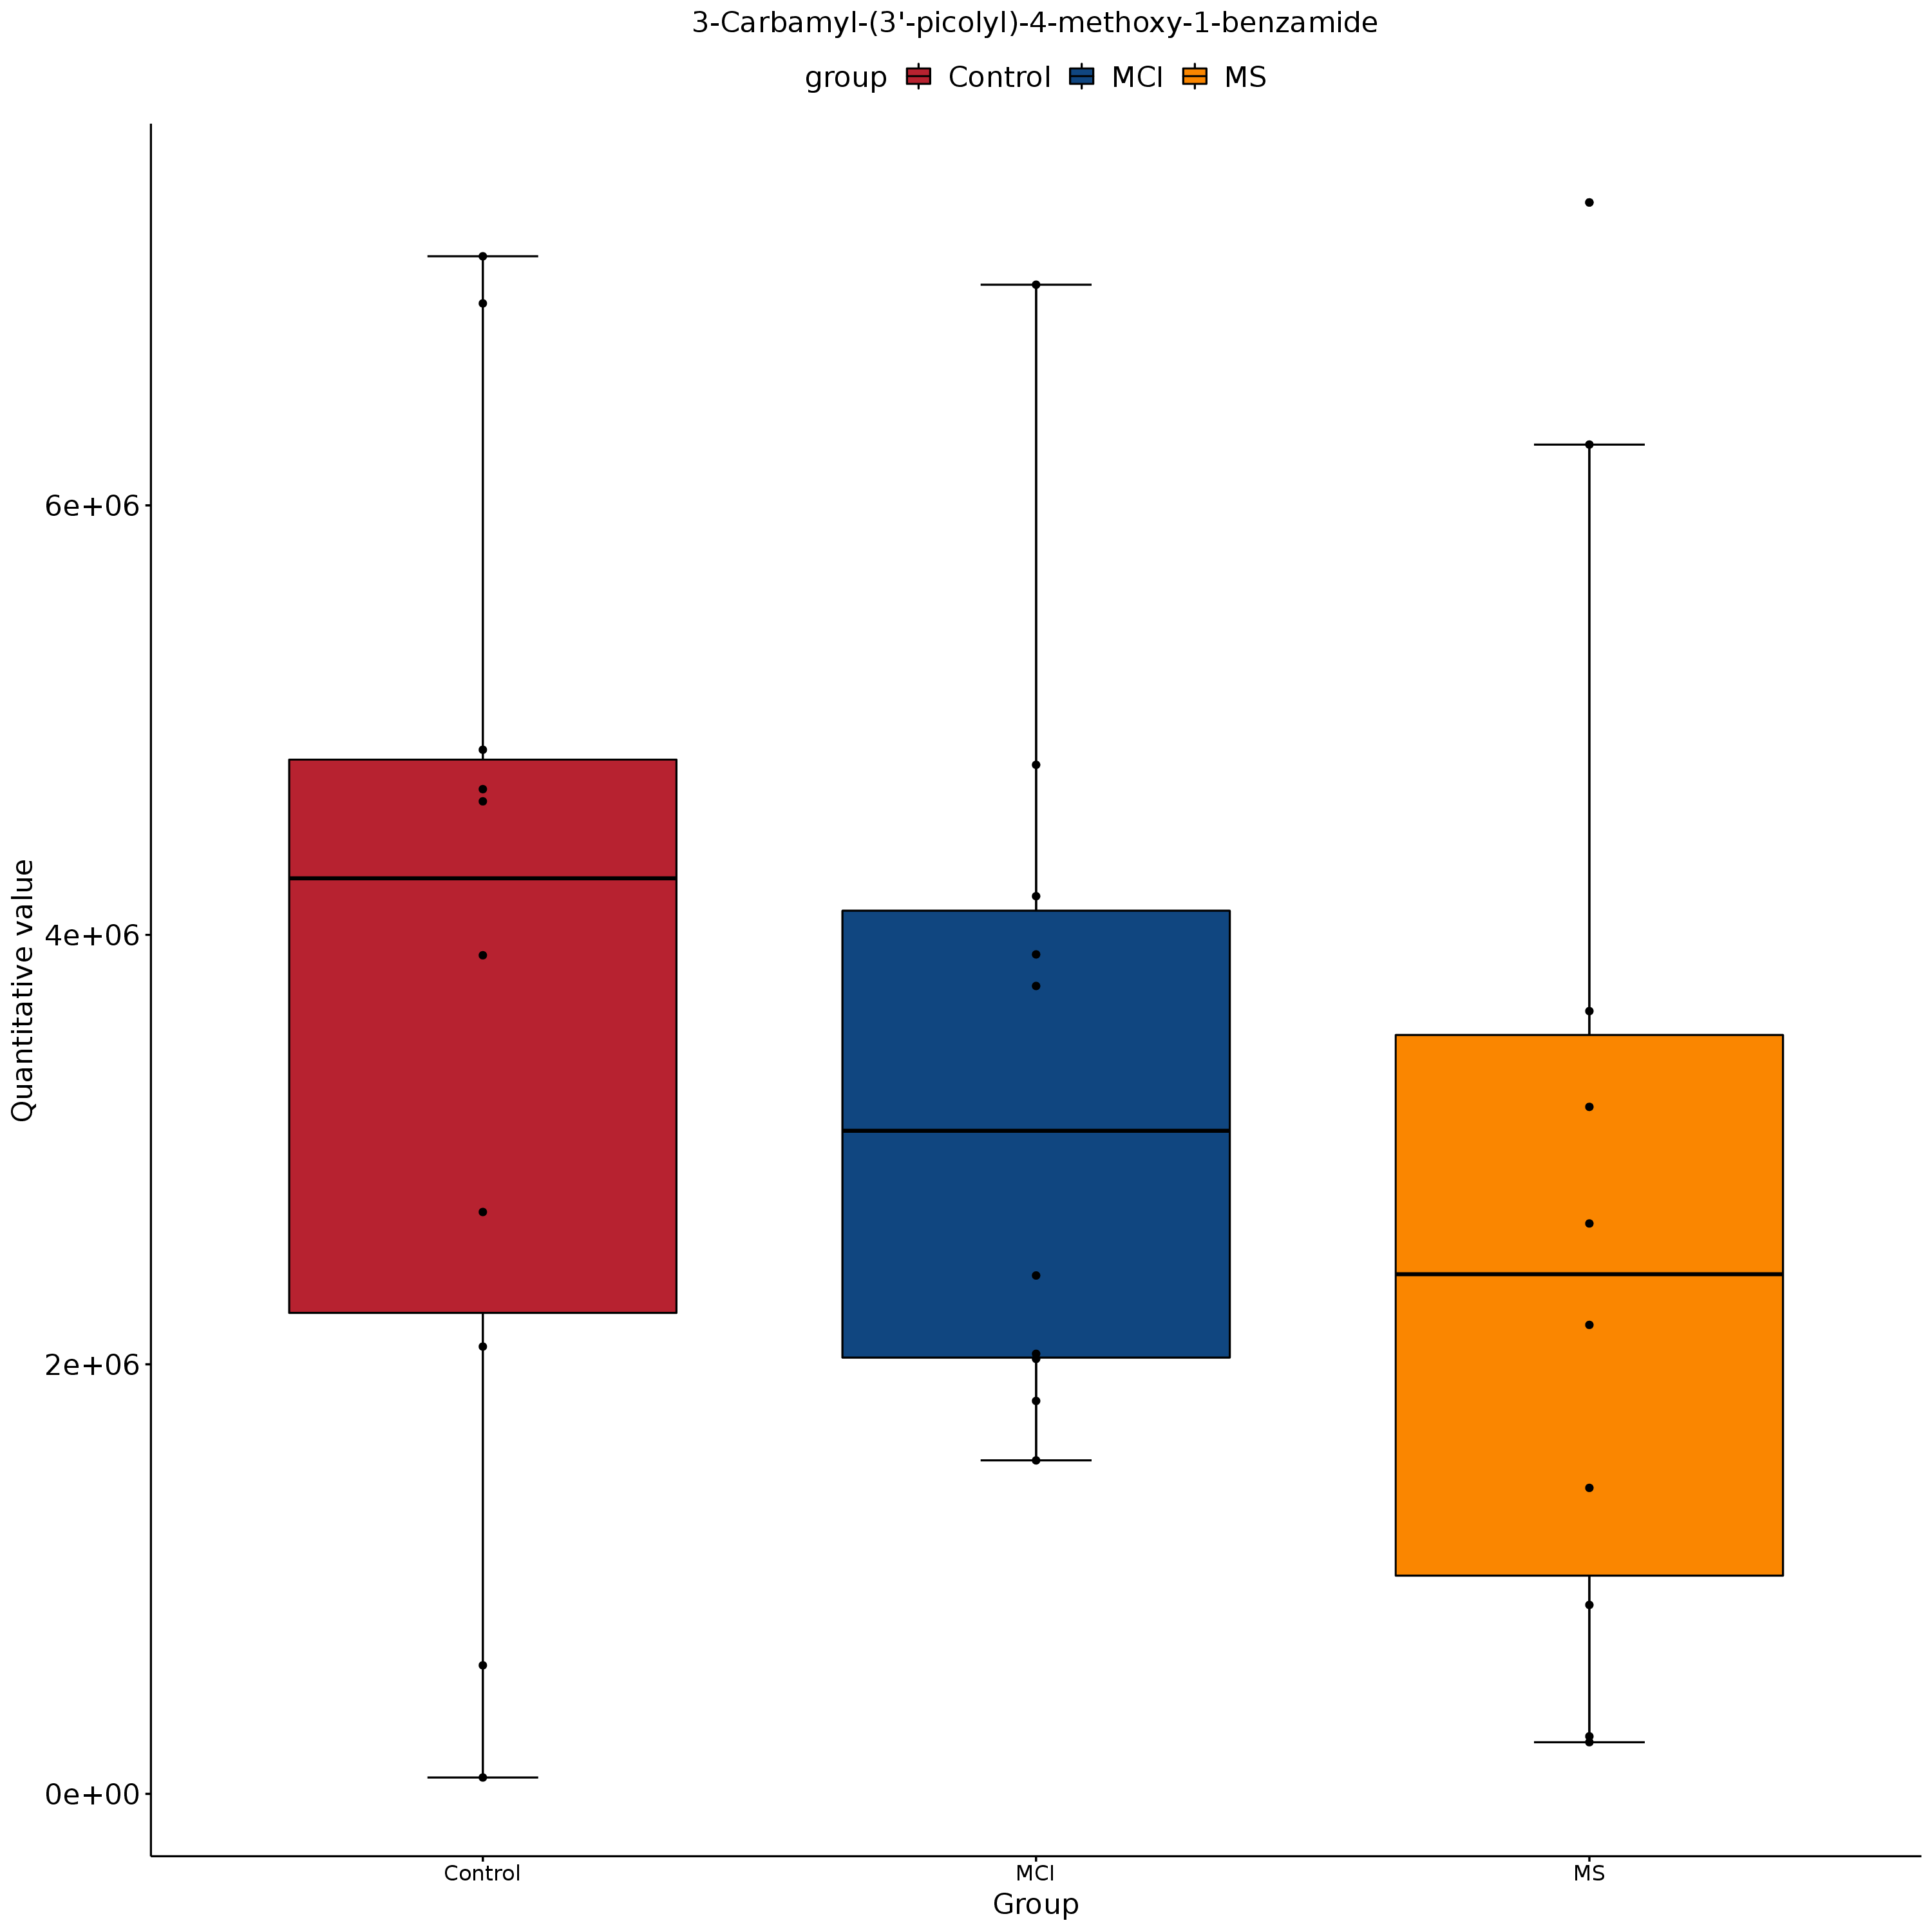 3-Carbamyl-(3'-picolyl)-4-methoxy-1-benzamide
group Control MCI MS
Quantitative value
6e+06
4e+06
2e+06
0e+00
Control MCI MS
Group